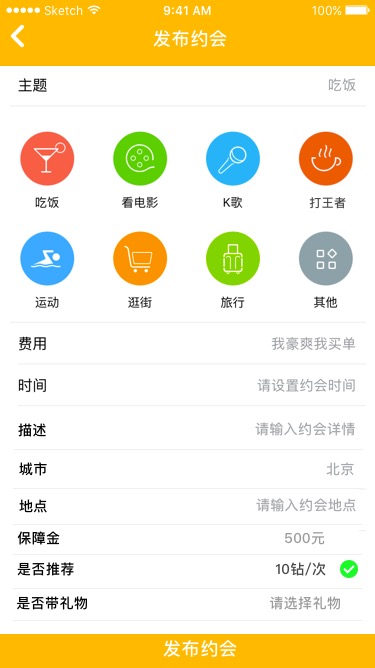 Sketch 9:41 AM 100%
发布约会
主题 吃饭
吃饭 看电影 K歌 打王者
运动 逛街 旅行 其他
费用 我豪爽我买单
时间 请设置约会时间
描述 请输入约会详情
城市 北京
地点 请输入约会地点
保障金 500元
是否推荐 10钻/次
是否带礼物 请选择礼物
发布约会